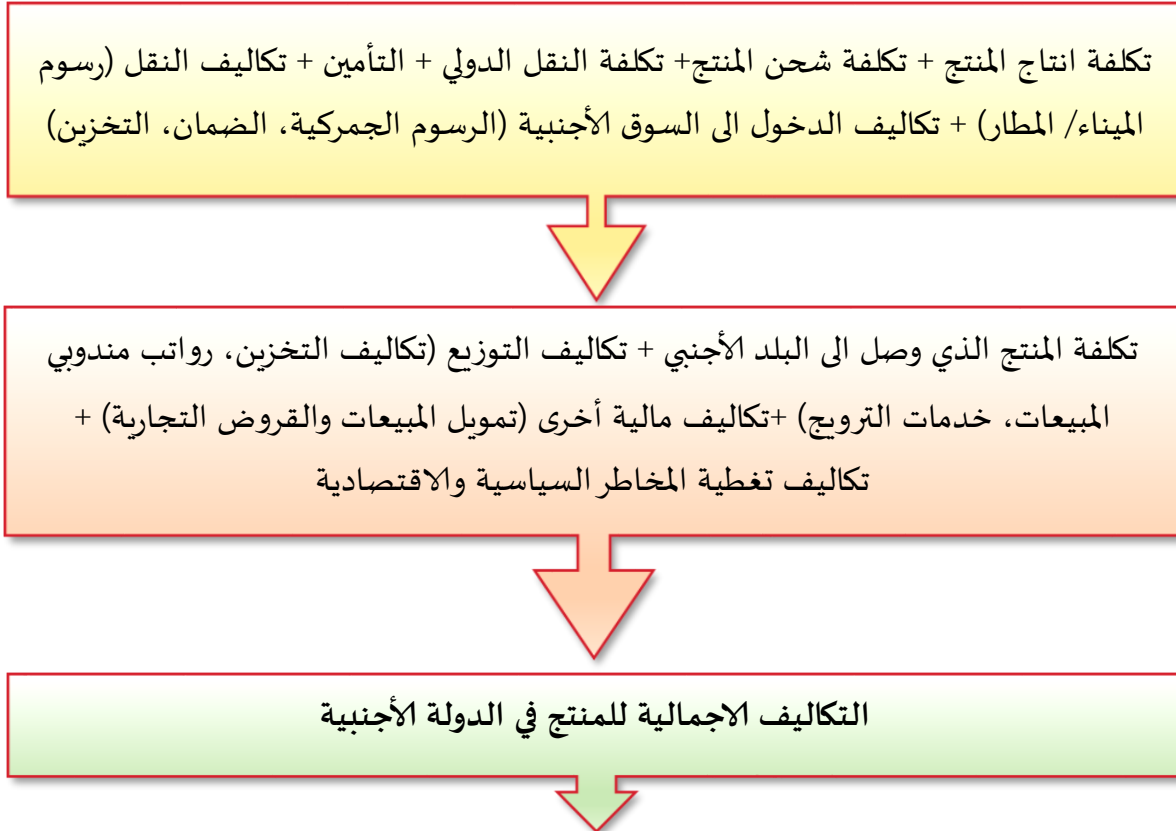 تكلفة انتاج المنتج + تكلفة شحن المنتج+ تكلفة النقل الدولي + التأمين + تكاليف النقل (رسوم
الميناء/ المطار) + تكاليف الدخول الى السوق الأجنبية (الرسوم الجمركية، الضمان، التخزين)
تكلفة المنتج الذي وصل الى البلد الأجنبي + تكاليف التوزيع (تكاليف التخزين، رواتب مندوبي
المبيعات، خدمات الترويج) +تكاليف مالية أخرى (تمويل المبيعات والقروض التجارية) +
تكاليف تغطية المخاطر السياسية والاقتصادية
التكاليف الاجمالية للمنتج في الدولة الأجنبية